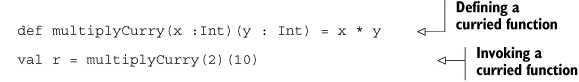 Defining a
curried function
def multiplyCurry(x :Int)(y : Int) = x * y
val r = multiplyCurry(2)(10)
Invoking a
curried function